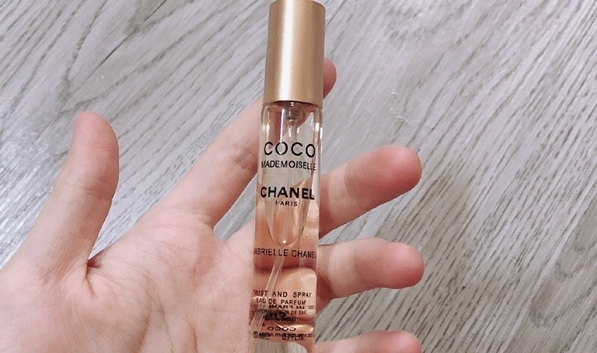 COCO
MADEMOISELLE
CHANEL
PARIS
GABRIELLE CHANEL
TWIST AND SPRAY
EAU DE PARFUM